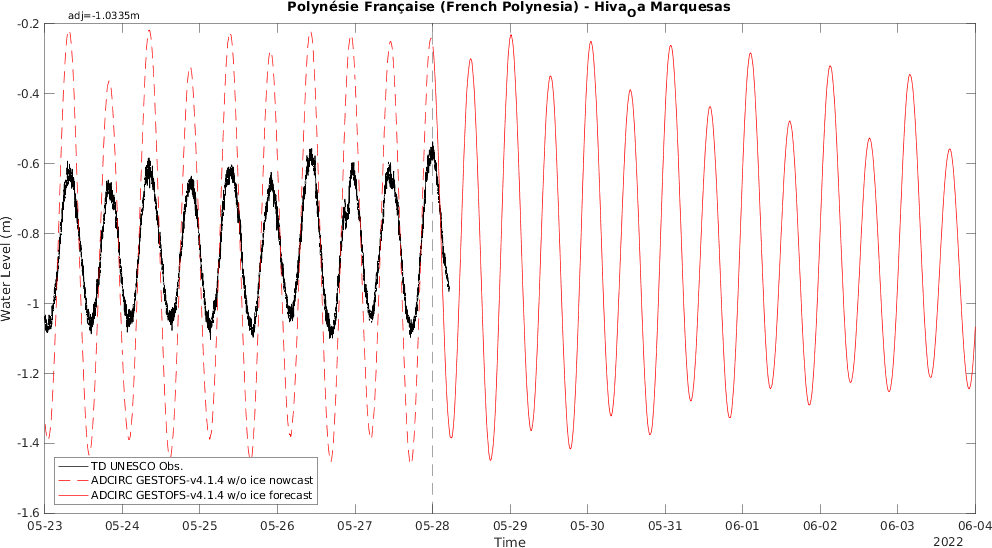 Polynésie Française (French Polynesia) - Hiva_Oa Marquesas
adj=-1.0335m
-0.2
-0.4
-0.6
-0.8
-1
-1.2
-1.4
-1.6
Water Level (m)
TD UNESCO Obs.
ADCIRC GESTOFS-v4.1.4 w/o ice nowcast
ADCIRC GESTOFS-v4.1.4 w/o ice forecast
05-23 05-24 05-25 05-26 05-27 05-28 05-29 05-30 05-31 06-01 06-02 06-03 06-04
Time
2022